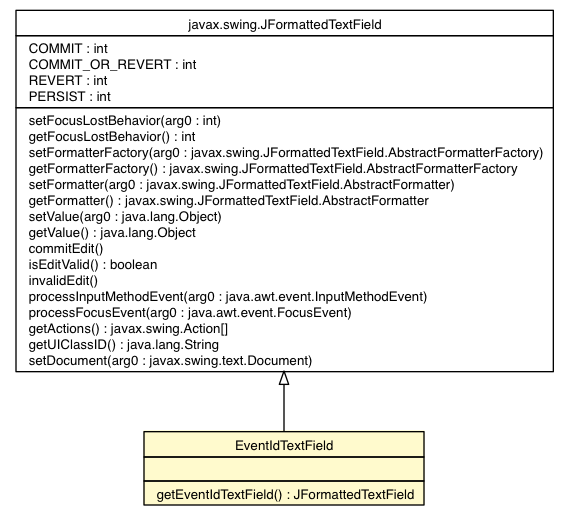 javax.swing.JFormattedTextField
COMMIT : int
COMMIT_OR_REVERT : int
REVERT : int
PERSIST : int
setFocusLostBehavior(arg0 : int)
getFocusLostBehavior() : int
setFormatterFactory(arg0 : javax.swing.JFormattedTextField.AbstractFormatterFactory)
getFormatterFactory() : javax.swing.JFormattedTextField.AbstractFormatterFactory
setFormatter(arg0 : javax.swing.JFormattedTextField.AbstractFormatter)
getFormatter() : javax.swing.JFormattedTextField.AbstractFormatter
setValue(arg0 : java.lang.Object)
getValue() : java.lang.Object
commitEdit()
isEditValid() : boolean
invalidEdit()
processInputMethodEvent(arg0 : java.awt.event.InputMethodEvent)
processFocusEvent(arg0 : java.awt.event.FocusEvent)
getActions() : javax.swing.Action[]
getUIClassID() : java.lang.String
setDocument(arg0 : javax.swing.text.Document)
EventIdTextField
getEventIdTextField() : JFormattedTextField